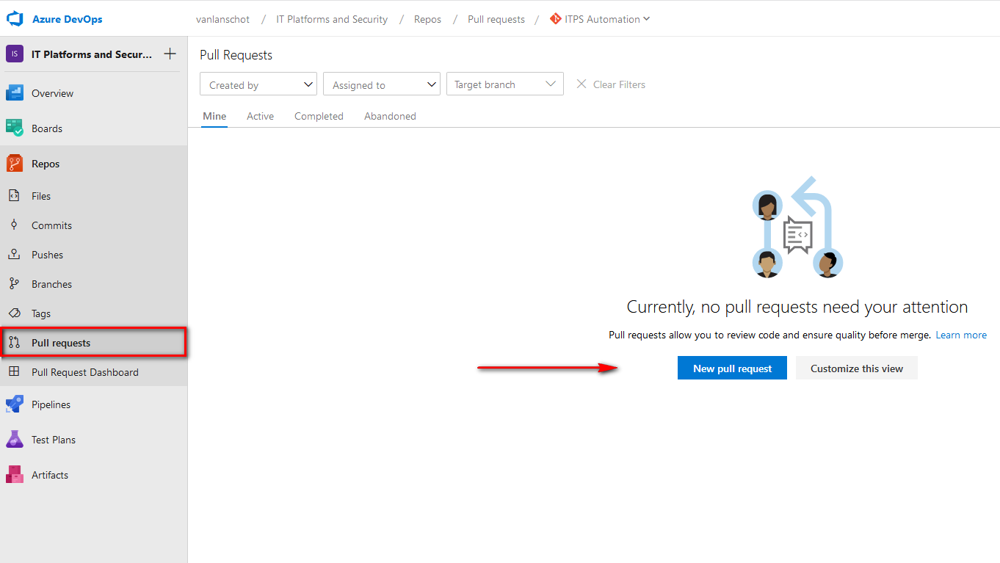 Azure DevOps
vanlanschot / IT Platforms and Security / Repos / Pull requests / ITPS Automation
IS IT Platforms and Secur... +
Overview
Boards
Repos
Files
Commits
Pushes
Branches
Tags
Pull requests
Pull Request Dashboard
Pipelines
Test Plans
Artifacts
Pull Requests
Created by Assigned to Target branch Clear Filters
Mine Active Completed Abandoned
Currently, no pull requests need your attention
Pull requests allow you to review code and ensure quality before merge. Learn more
New pull request Customize this view